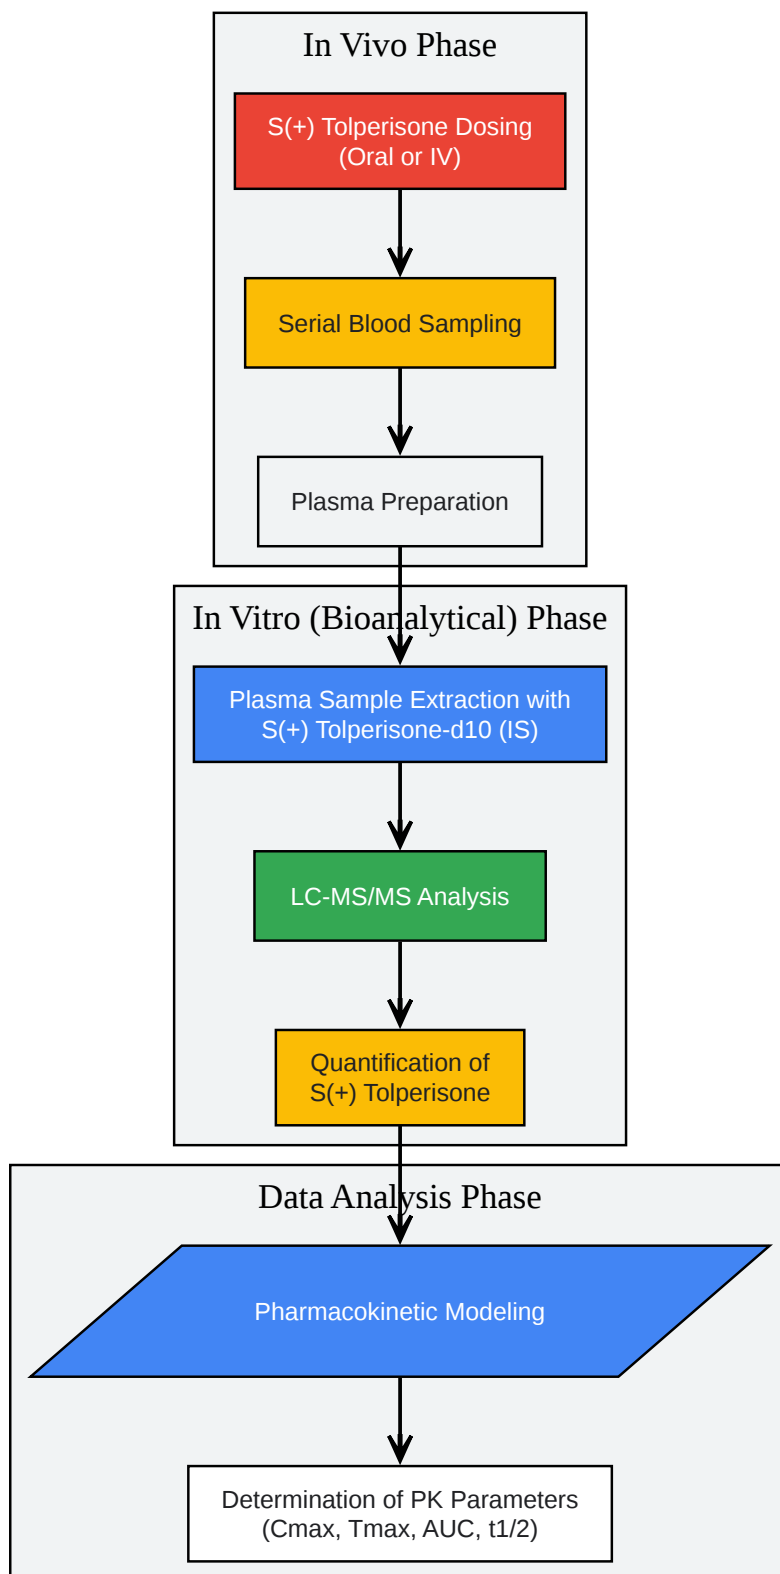 In Vivo Phase
S(+) Tolperisone Dosing
(Oral or IV)
Serial Blood Sampling
Plasma Preparation
In Vitro (Bioanalytical) Phase
Plasma Sample Extraction with
S(+) Tolperisone-d10 (IS)
LC-MS/MS Analysis
Quantification of
S(+) Tolperisone
Data Analysis Phase
Pharmacokinetic Modeling
Determination of PK Parameters
(Cmax, Tmax, AUC, t1/2)